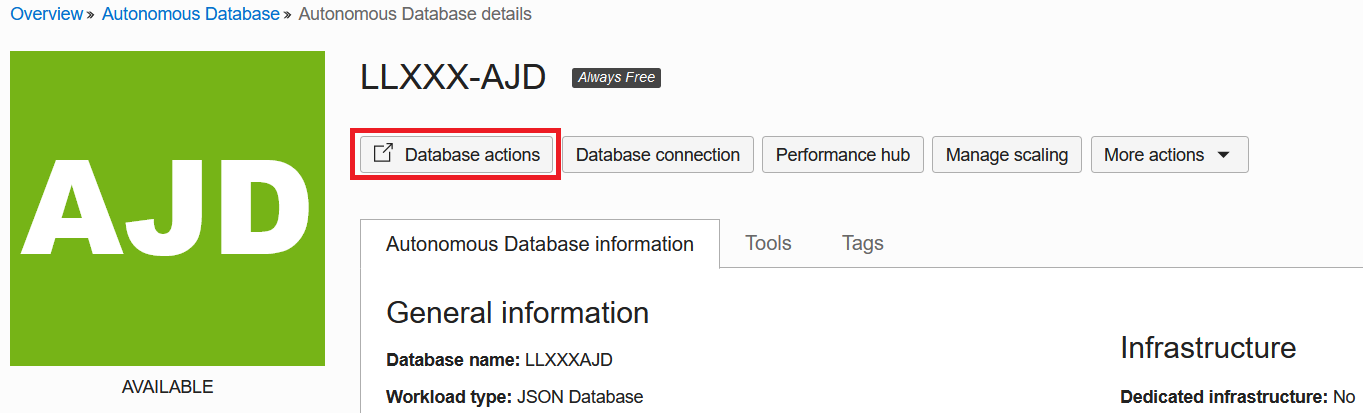 Overview » Autonomous Database » Autonomous Database details
AJD
AVAILABLE
LLXXX-AJD Always Free
Database actions Database connection Performance hub Manage scaling More actions
Autonomous Database information Tools Tags
General information
Database name: LLXXXAJD
Workload type: JSON Database
Infrastructure
Dedicated infrastructure: No